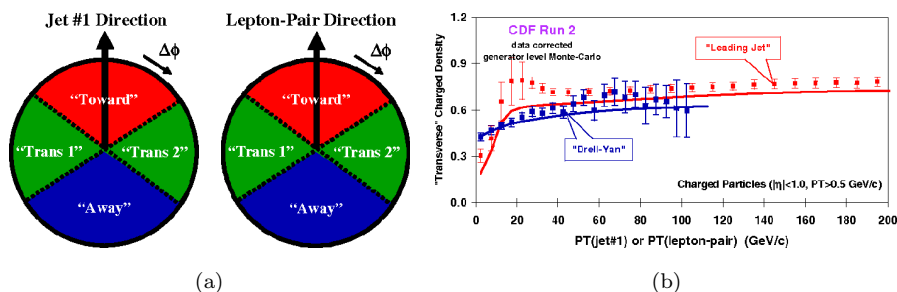 Jet #1 Direction
Δϕ
“Toward”
“Trans 1”
“Trans 2”
“Away”
Lepton-Pair Direction
Δϕ
“Toward”
“Trans 1”
“Trans 2”
“Away”
(a)
"Transverse" Charged Density
1.2
0.9
0.6
0.3
0.0
CDF Run 2
data corrected
generator level Monte-Carlo
"Leading Jet"
"Drell-Yan"
Charged Particles (|η|<1.0, PT>0.5 GeV/c)
0 20 40 60 80 100 120 140 160 180 200
PT(jet#1) or PT(lepton-pair) (GeV/c)
(b)